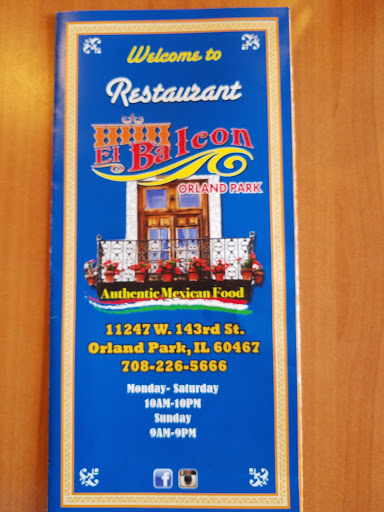 Welcome to
Restaurant
El Balcon
ORLAND PARK
Authentic Mexican Food
11247 W. 143rd St.
Orland Park, IL 60467
708-226-5666
Monday- Saturday
10AM-10PM
Sunday
9AM-9PM
f